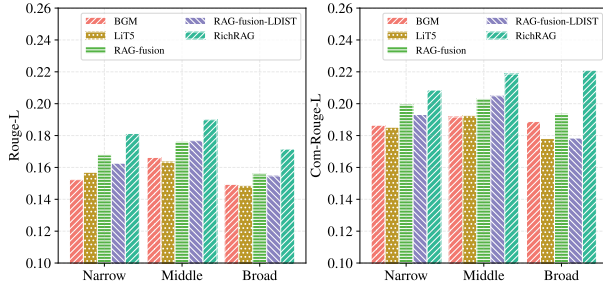 Rouge-L
0.26
0.24
0.22
0.20
0.18
0.16
0.14
0.12
0.10
BGM
LiT5
RAG-fusion
RAG-fusion-LDIST
RichRAG
Narrow Middle Broad
Com-Rouge-L
0.26
0.24
0.22
0.20
0.18
0.16
0.14
0.12
0.10
BGM
LiT5
RAG-fusion
RAG-fusion-LDIST
RichRAG
Narrow Middle Broad